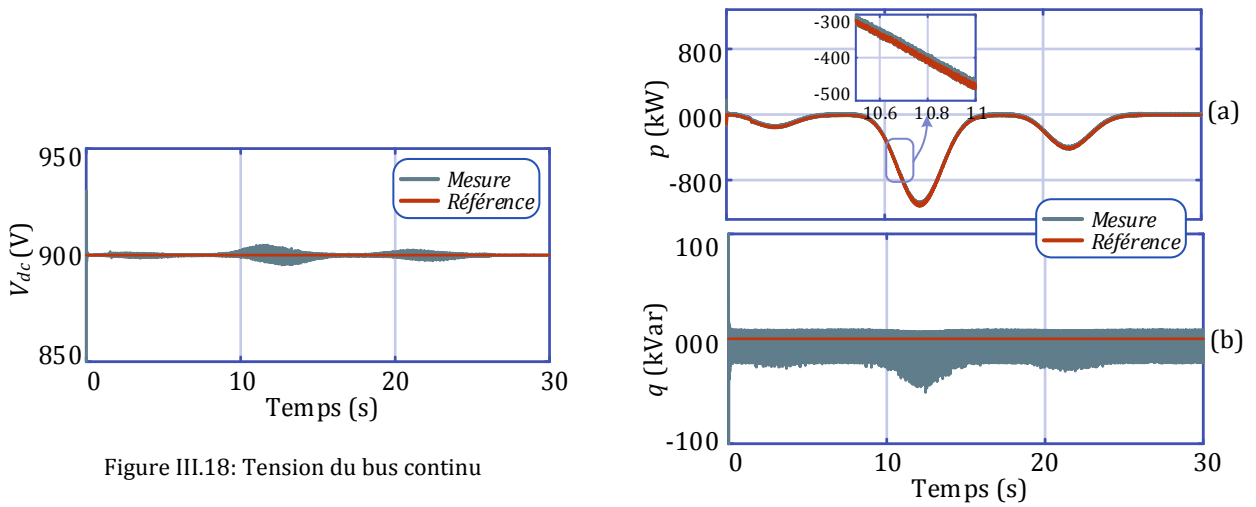 950
900
850
V_dc (V)
Mesure
Référence
0
10
20
30
Temps (s)
Figure III.18: Tension du bus continu
800
000
-800
p (kW)
-300
-400
-500
10.6
10.8
11
(a)
Mesure
Référence
100
000
-100
q (kVar)
(b)
0
10
20
30
Temps (s)